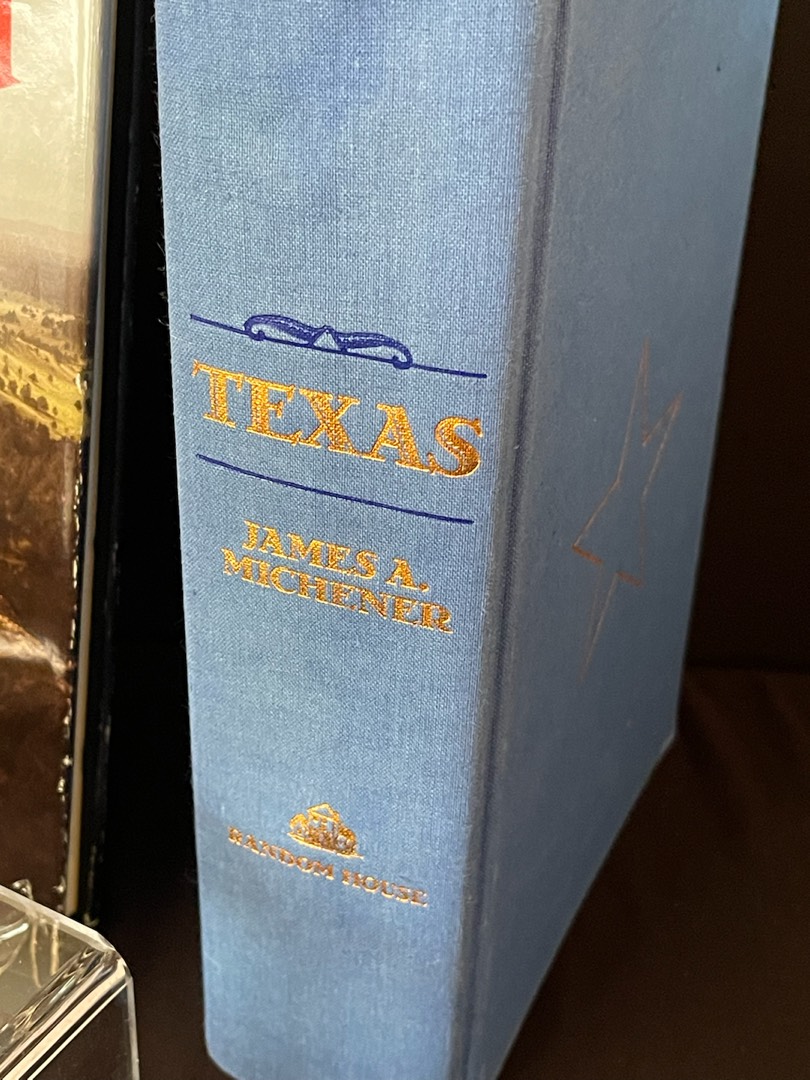 TEXAS
JAMES A.
MICHENER
RANDOM HOUSE